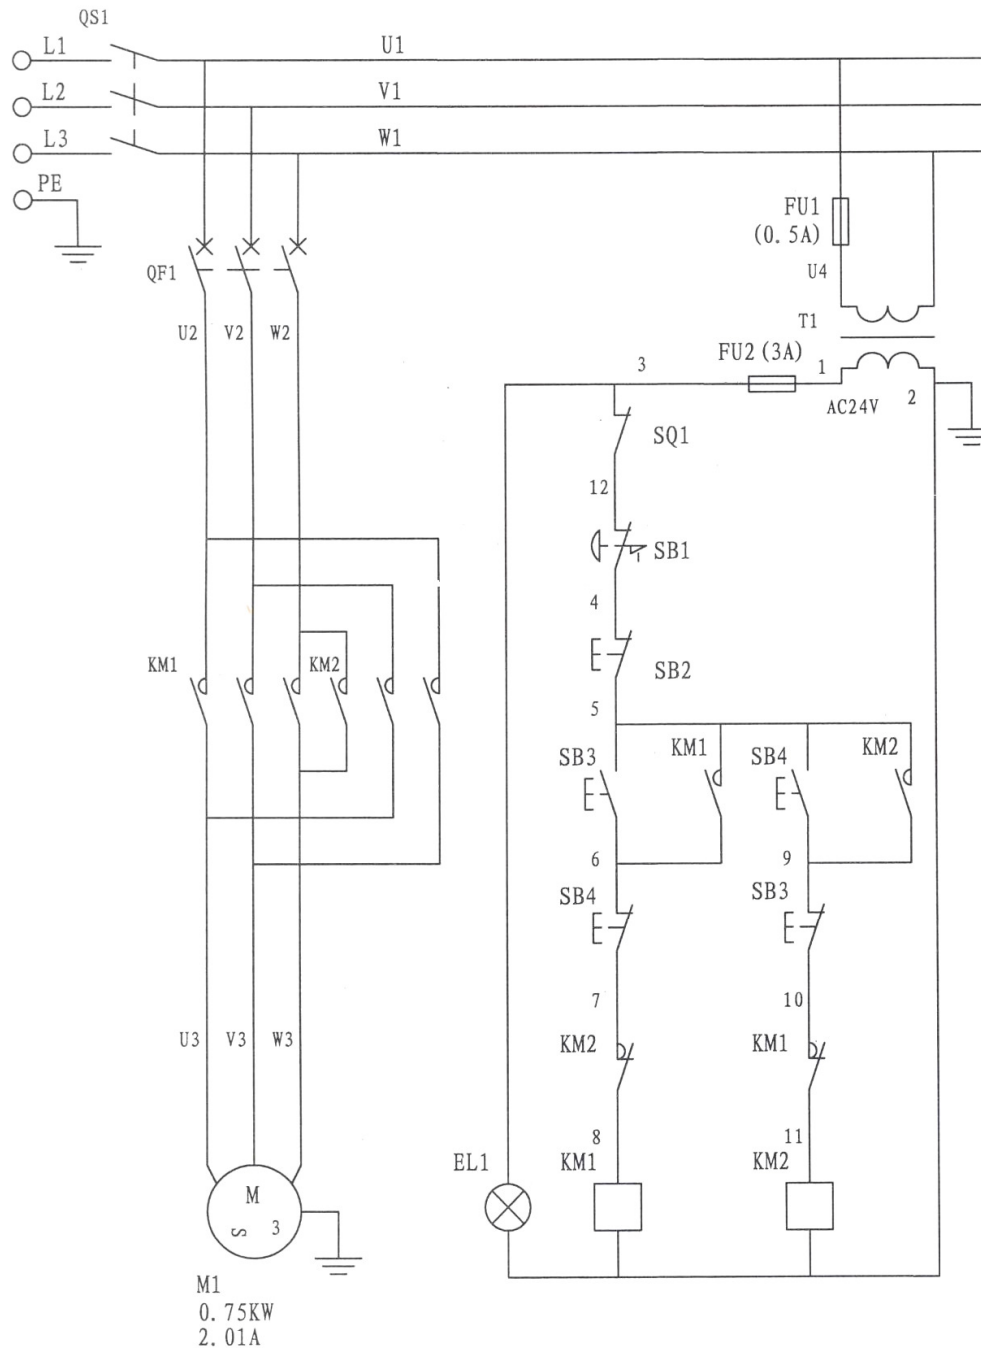 QS1
L1
U1
L2
V1
L3
W1
PE
FU1
(0.5A)
QF1
U4
U2
V2
W2
T1
FU2 (3A)
3
1
AC24V
2
SQ1
12
SB1
4
KM1
KM2
SB2
5
SB3
KM1
SB4
KM2
6
9
SB4
SB3
7
10
U3
V3
W3
KM2
KM1
8
11
EL1
KM1
KM2
M
S 3
M1
0.75KW
2.01A